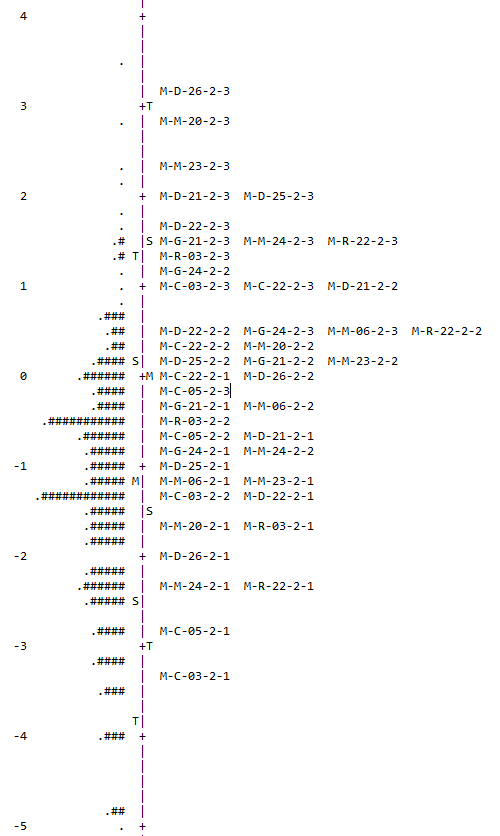 |
4 +
|
|
. |
|
| M-D-26-2-3
3 +T
. | M-M-20-2-3
|
|
. | M-M-23-2-3
. |
2 + M-D-21-2-3 M-D-25-2-3
. |
. | M-D-22-2-3
.# |S M-G-21-2-3 M-M-24-2-3 M-R-22-2-3
.# T| M-R-03-2-3
. | M-G-24-2-2
1 . + M-C-03-2-3 M-C-22-2-3 M-D-21-2-2
. |
.### |
.## | M-D-22-2-2 M-G-24-2-3 M-M-06-2-3 M-R-22-2-2
.## | M-C-22-2-2 M-M-20-2-2
.#### S| M-D-25-2-2 M-G-21-2-2 M-M-23-2-2
0 .###### +M M-C-22-2-1 M-D-26-2-2
.#### | M-C-05-2-3
.#### | M-G-21-2-1 M-M-06-2-2
.########### | M-R-03-2-2
.###### | M-C-05-2-2 M-D-21-2-1
.##### | M-G-24-2-1 M-M-24-2-2
-1 .##### + M-D-25-2-1
.##### M| M-M-06-2-1 M-M-23-2-1
.############ | M-C-03-2-2 M-D-22-2-1
.##### |S
.##### | M-M-20-2-1 M-R-03-2-1
.##### |
-2 + M-D-26-2-1
.##### |
.###### | M-M-24-2-1 M-R-22-2-1
.##### S|
|
.#### | M-C-05-2-1
-3 +T
.#### |
| M-C-03-2-1
.### |
|
T|
-4 .### +
|
|
|
|
.## |
-5 . +